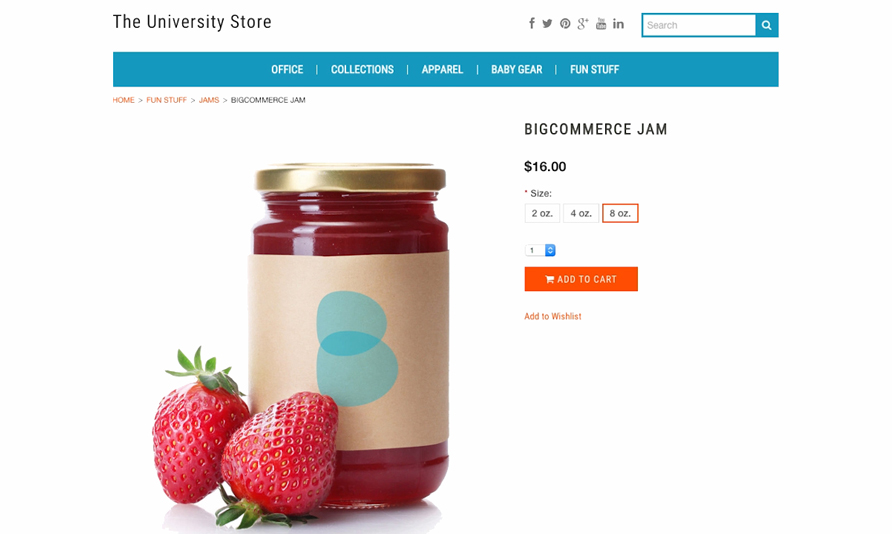 The University Store
Search
OFFICE | COLLECTIONS | APPAREL | BABY GEAR | FUN STUFF
HOME > FUN STUFF > JAMS > BIGCOMMERCE JAM
BIGCOMMERCE JAM
$16.00
* Size:
2 oz. 4 oz. 8 oz.
1
ADD TO CART
Add to Wishlist